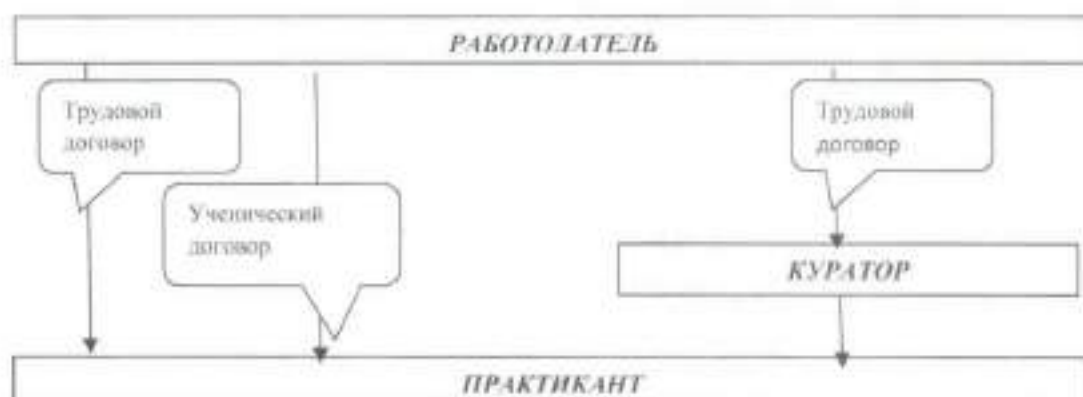 РАБОТОДАТЕЛЬ
Трудовой
договор
Трудовой
договор
Ученический
договор
КУРАТОР
ПРАКТИКАНТ